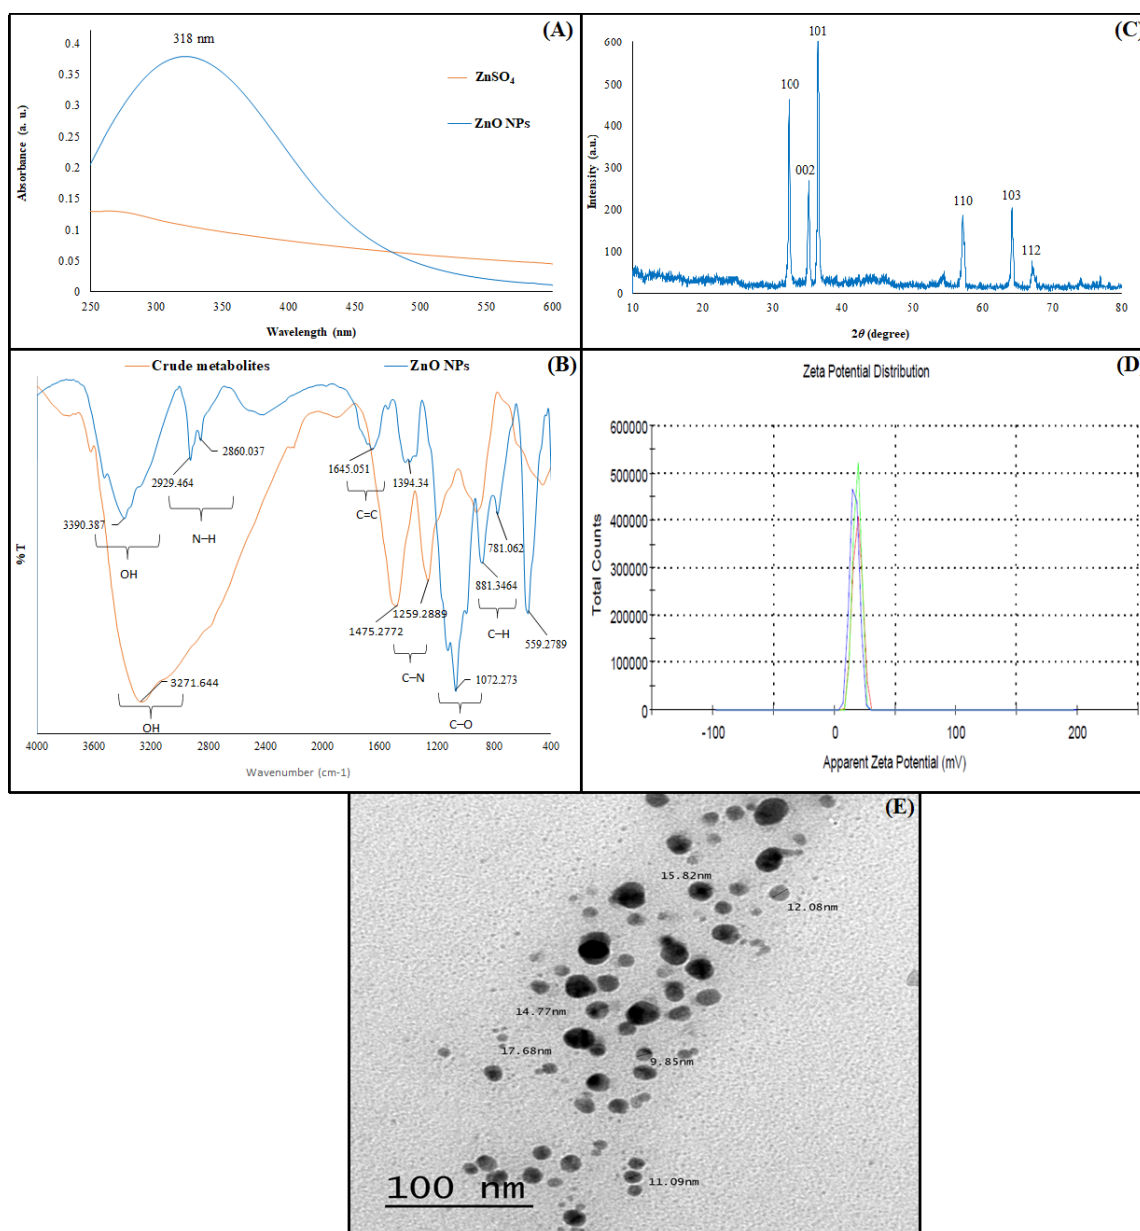 (A)
318 nm
ZnSO₄
ZnO NPs
Absorbance (a. u.)
0.4
0.35
0.3
0.25
0.2
0.15
0.1
0.05
0
250 300 350 400 450 500 550 600
Wavelength (nm)
(C)
101
100
002
110
103
112
Intensity (a.u.)
600
500
400
300
200
100
0
10 20 30 40 50 60 70 80
2θ (degree)
(B)
Crude metabolites
ZnO NPs
2860.037
2929.464
N−H
3390.387
OH
1645.051
C=C
1394.34
781.062
881.3464
C−H
559.2789
1259.2889
1475.2772
C−N
1072.273
C−O
3271.644
OH
%T
4000 3200 2800 2400 1600 1200 800 400
Wavenumber (cm-1)
(D)
Zeta Potential Distribution
Total Counts
600000
500000
400000
300000
200000
100000
0
-100 0 100 200
Apparent Zeta Potential (mV)
(E)
15.82nm
12.08nm
14.77nm
17.68nm
9.85nm
11.09nm
100 nm